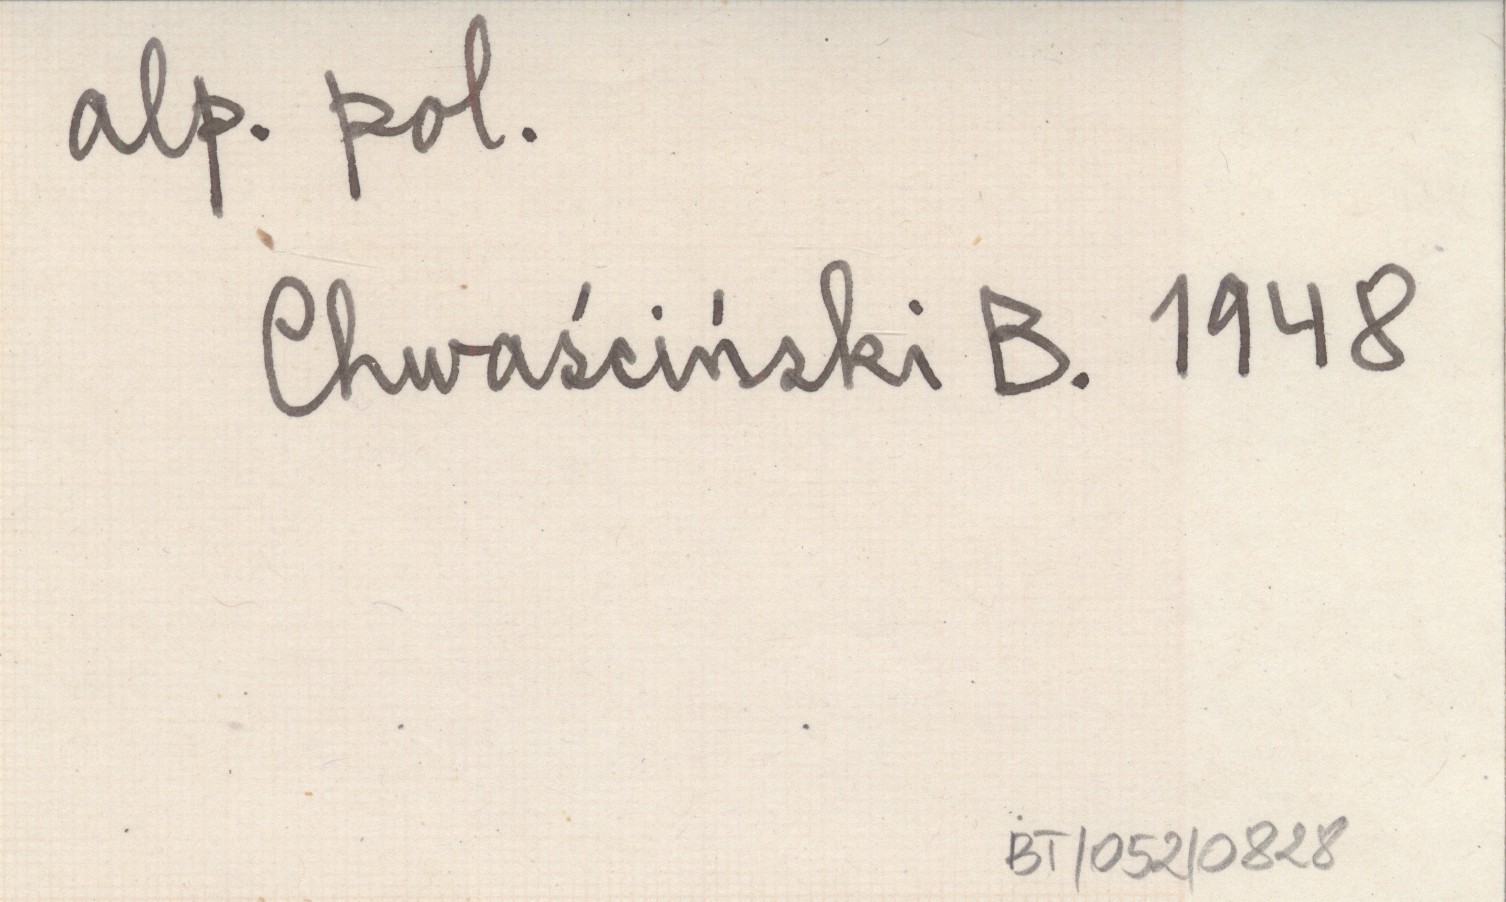 alp. pol.
Chwaściński B. 1948
BT/052/0828